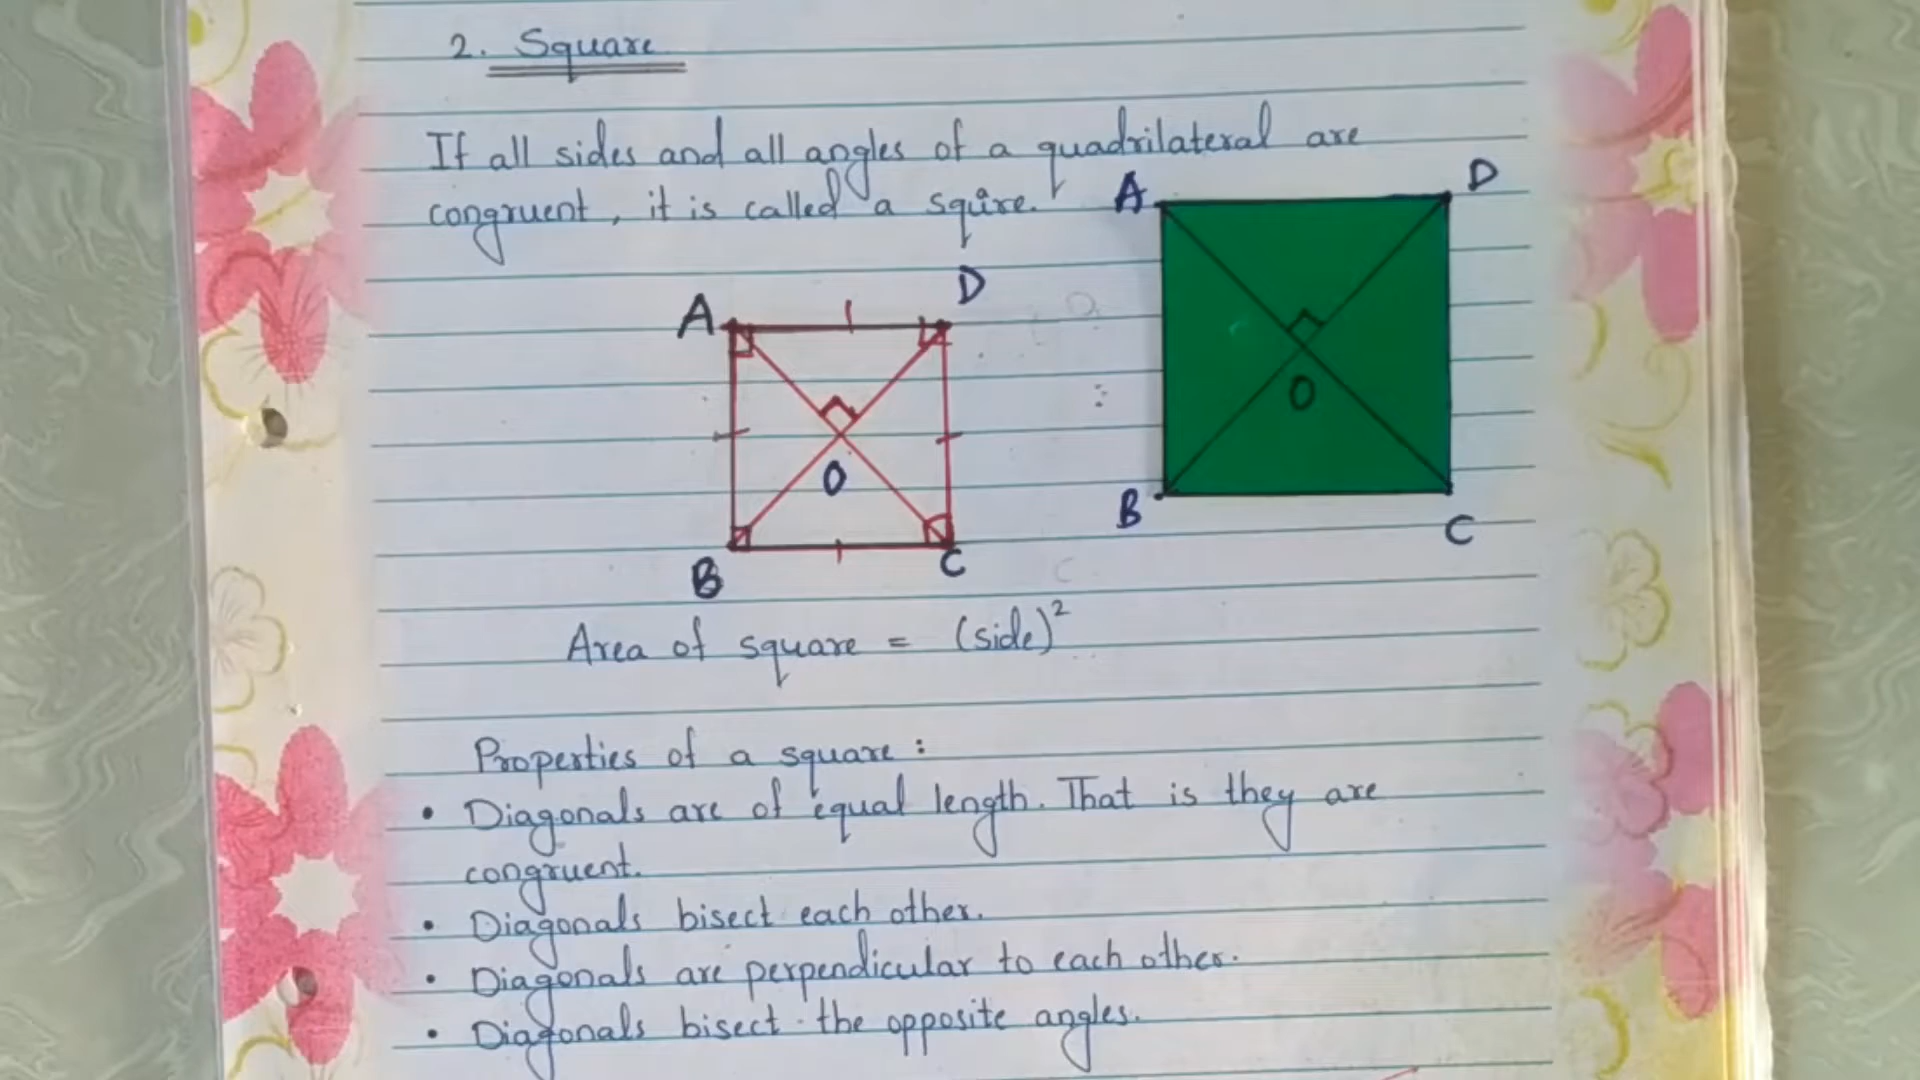 2. Square
If all sides and all angles of a quadrilateral are
congruent, it is called a squire.
A D
A D
O
O
B C
B C
Area of square = (side)²
Properties of a square :
• Diagonals are of equal length. That is they are
congruent.
• Diagonals bisect each other.
• Diagonals are perpendicular to each other.
• Diagonals bisect the opposite angles.